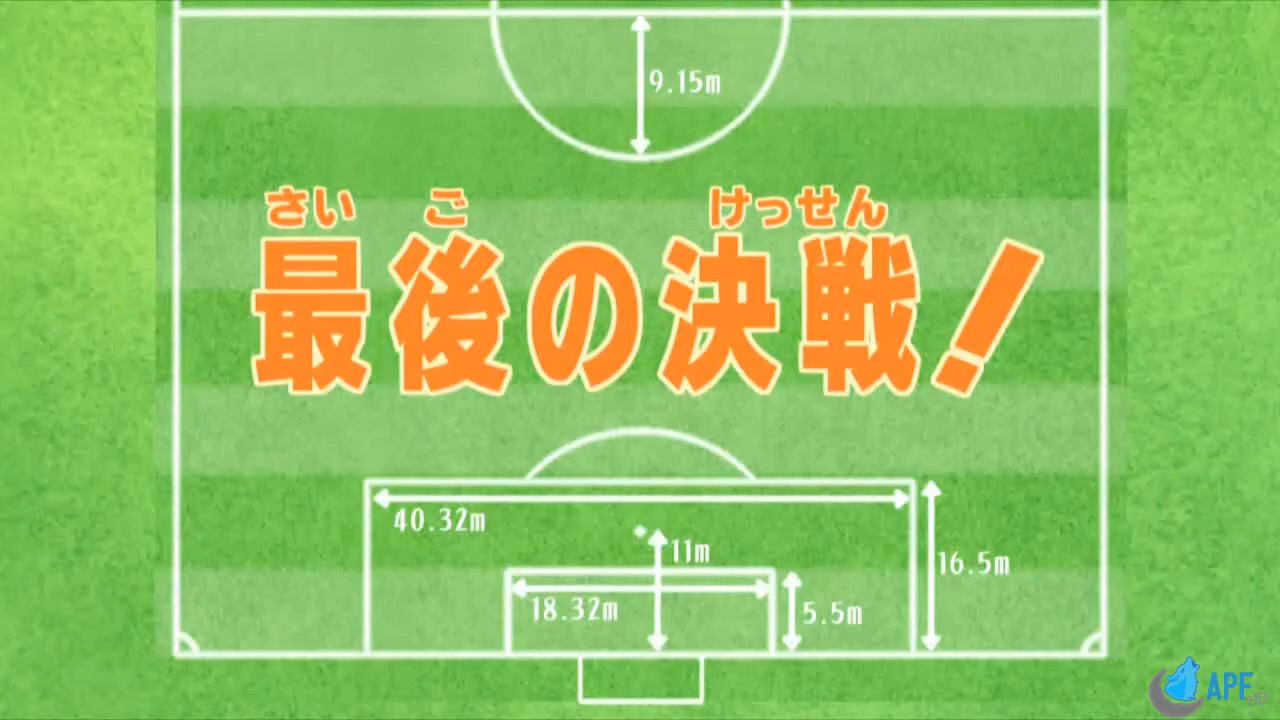 9.15m
さい ご けっせん
最後の決戦!
40.32m
11m
16.5m
18.32m
5.5m
APF
HD